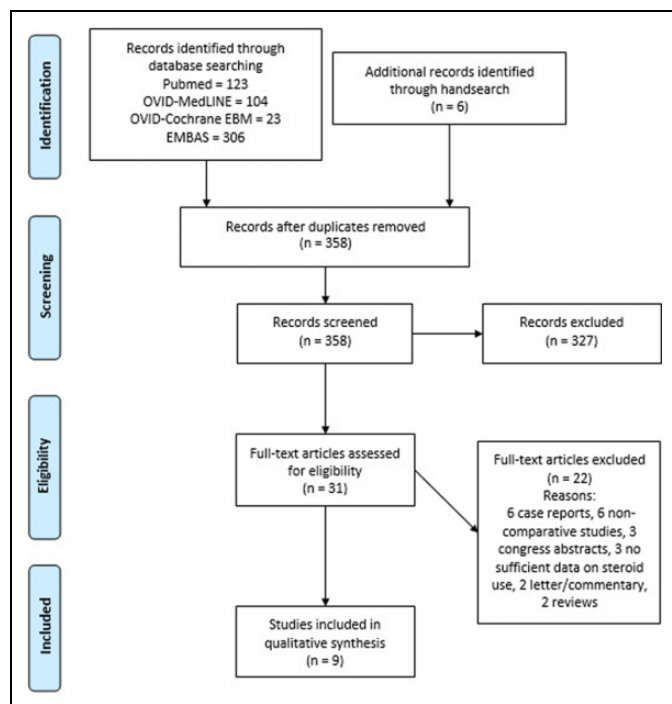 Identification
Records identified through
database searching
Pubmed = 123
OVID-MedLINE = 104
OVID-Cochrane EBM = 23
EMBAS = 306
Additional records identified
through handsearch
(n = 6)
Screening
Records after duplicates removed
(n = 358)
Records screened
(n = 358)
Records excluded
(n = 327)
Eligibility
Full-text articles assessed
for eligibility
(n = 31)
Full-text articles excluded
(n = 22)
Reasons:
6 case reports, 6 non-
comparative studies, 3
congress abstracts, 3 no
sufficient data on steroid
use, 2 letter/commentary,
2 reviews
Included
Studies included in
qualitative synthesis
(n = 9)